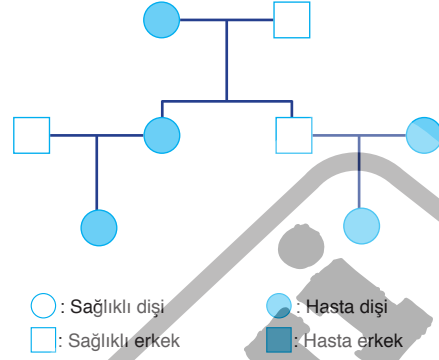 : Sağlıklı dişi : Hasta dişi
: Sağlıklı erkek : Hasta erkek